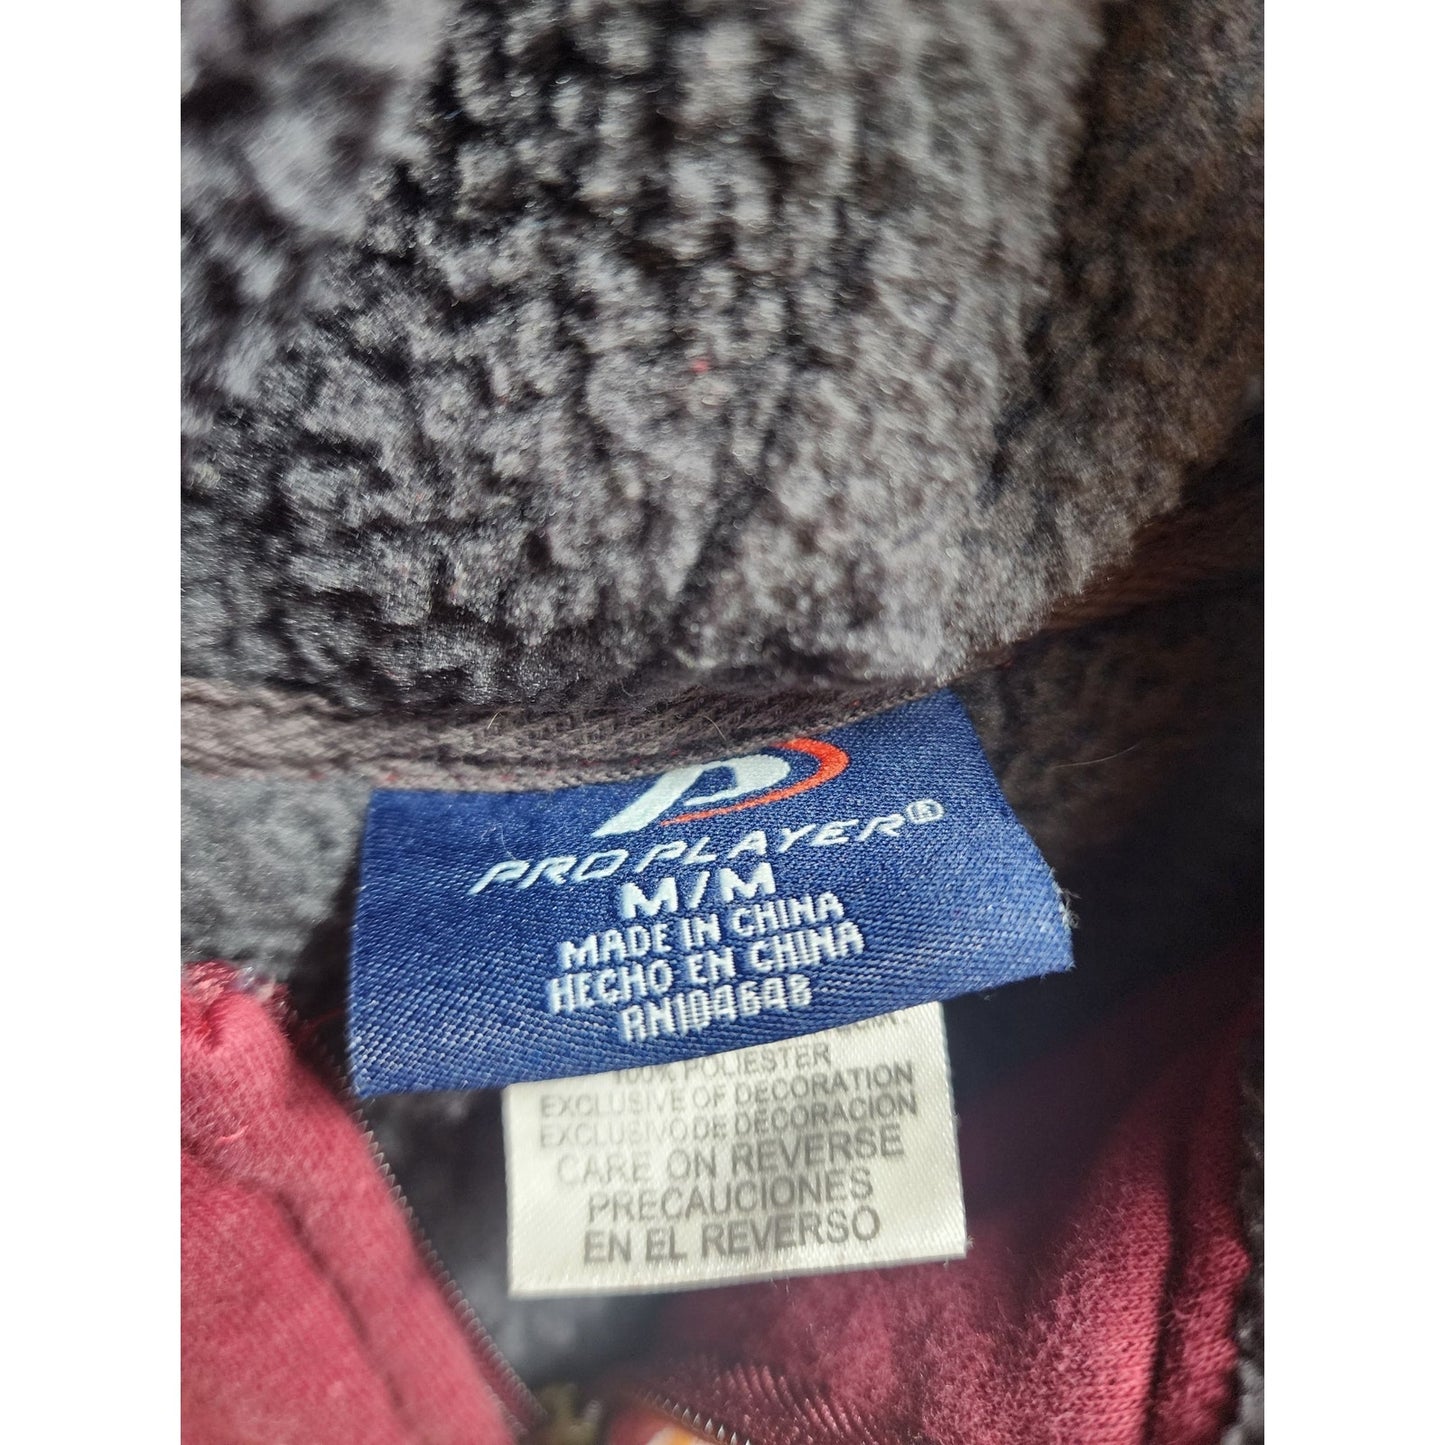 PRO PLAYER®
M/M
MADE IN CHINA
HECHO EN CHINA
RN104648
100% POLIESTER
EXCLUSIVE OF DECORATION
EXCLUSIVO DE DECORACION
CARE ON REVERSE
PRECAUCIONES
EN EL REVERSO